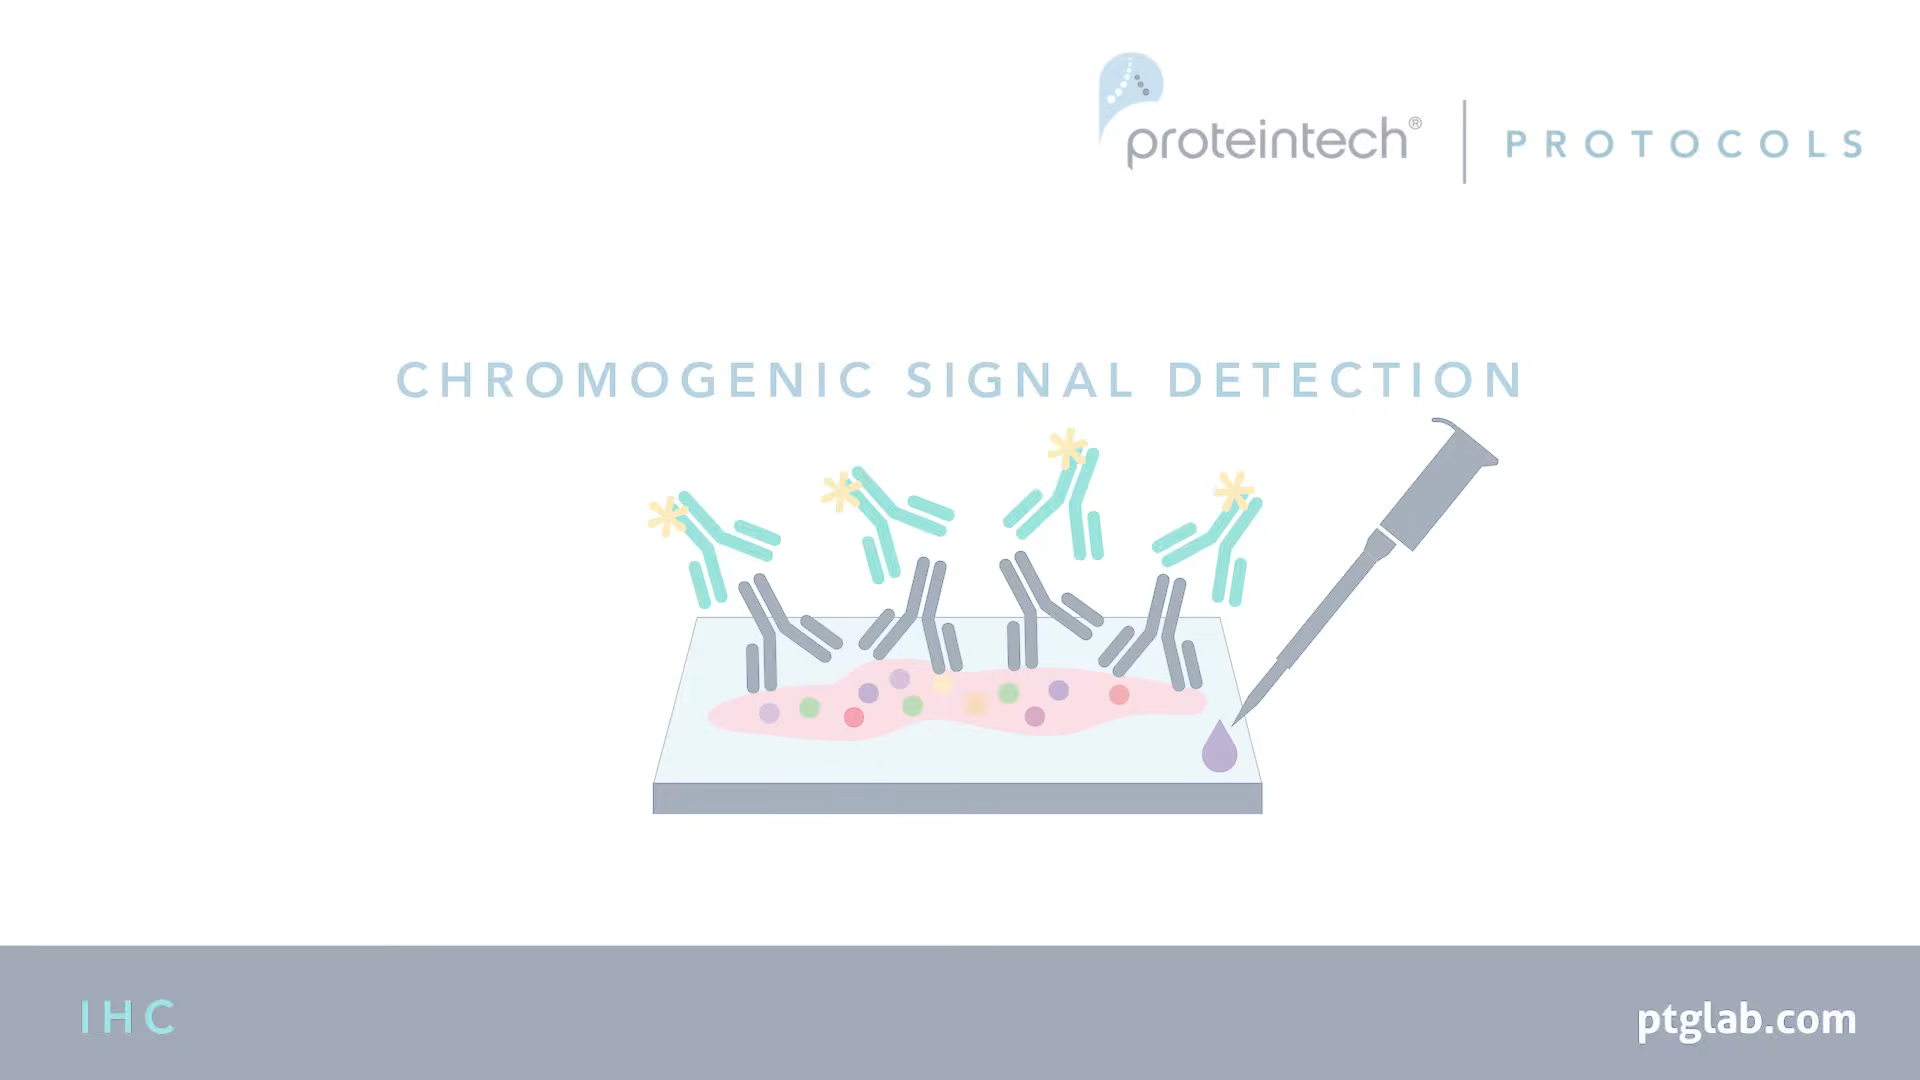 proteintech® | PROTOCOLS
CHROMOGENIC SIGNAL DETECTION
IHC
ptglab.com